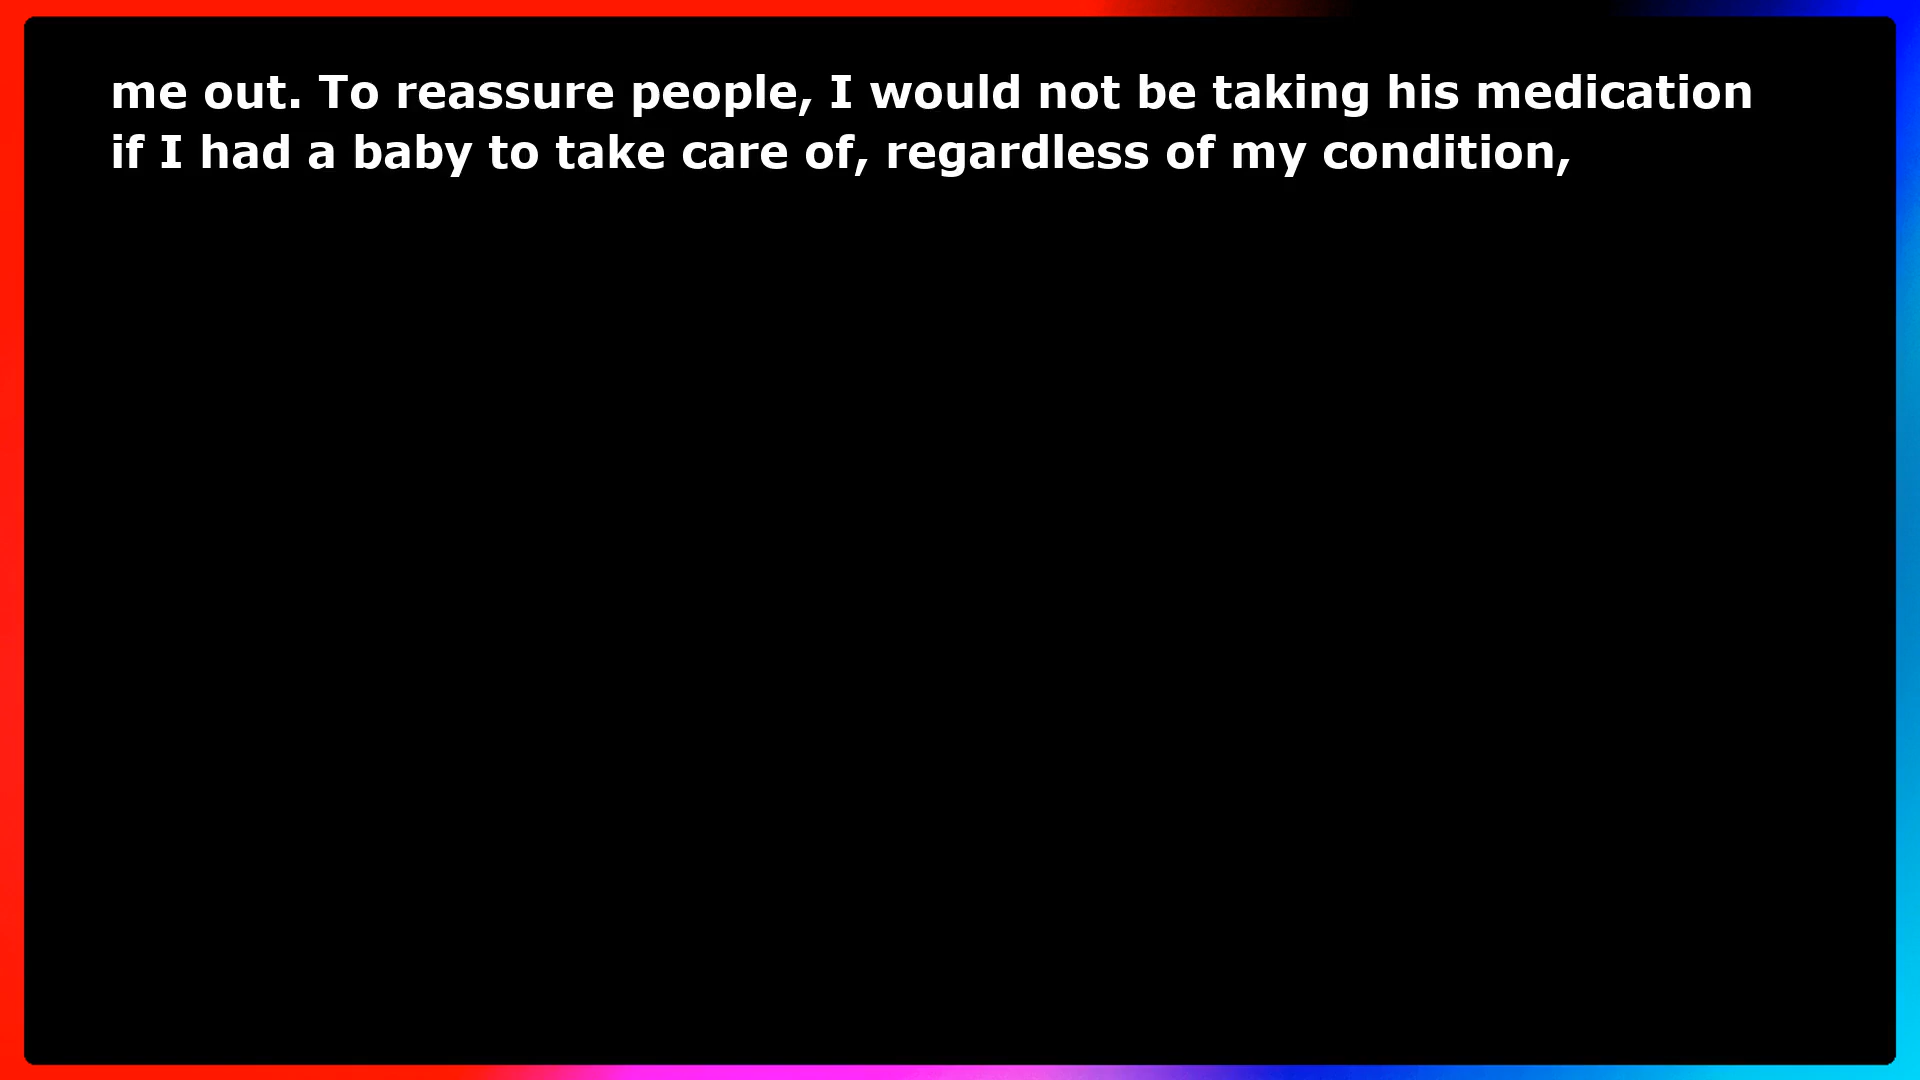 me out. To reassure people, I would not be taking his medication
if I had a baby to take care of, regardless of my condition,